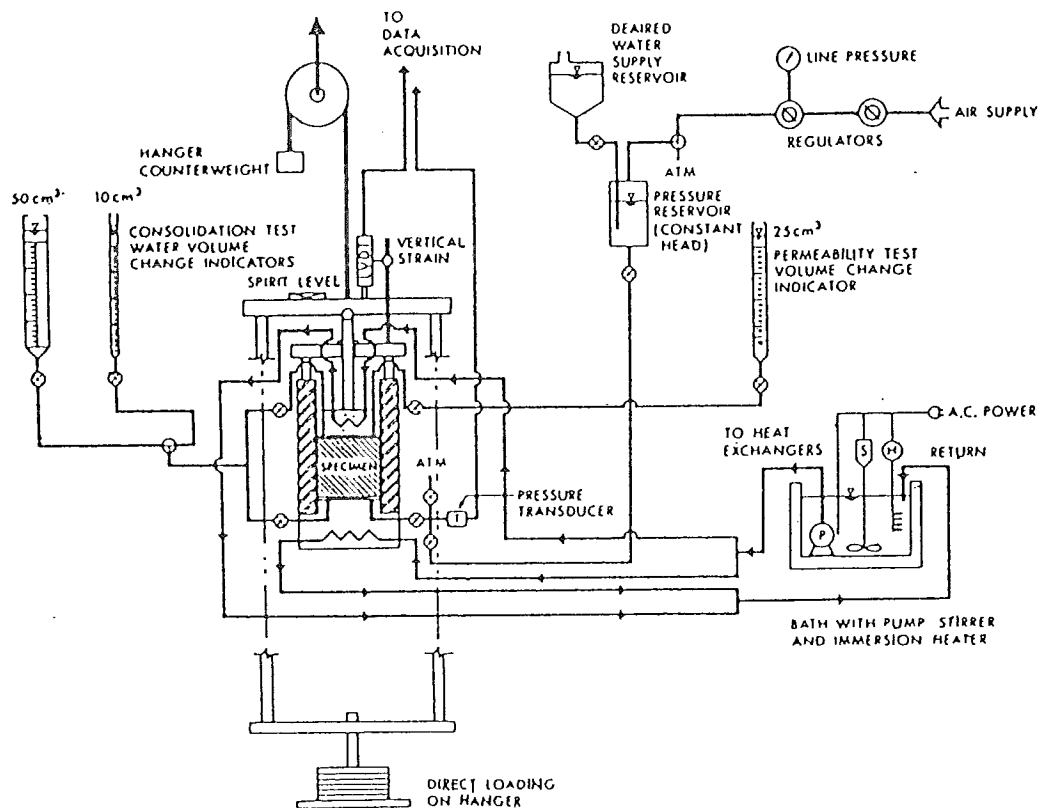 TO
DATA
ACQUISITION
DEAIRED
WATER
SUPPLY
RESERVOIR
LINE PRESSURE
AIR SUPPLY
REGULATORS
ATM
HANGER
COUNTERWEIGHT
50 cm³
10 cm³
CONSOLIDATION TEST
WATER VOLUME
CHANGE INDICATORS
SPIRIT LEVEL
LVDT
VERTICAL
STRAIN
PRESSURE
RESERVOIR
(CONSTANT
HEAD)
25 cm³
PERMEABILITY TEST
VOLUME CHANGE
INDICATOR
SPECIMEN
ATM
T
PRESSURE
TRANSDUCER
A.C. POWER
TO HEAT
EXCHANGERS
S
H
RETURN
P
BATH WITH PUMP STIRRER
AND IMMERSION HEATER
DIRECT LOADING
ON HANGER